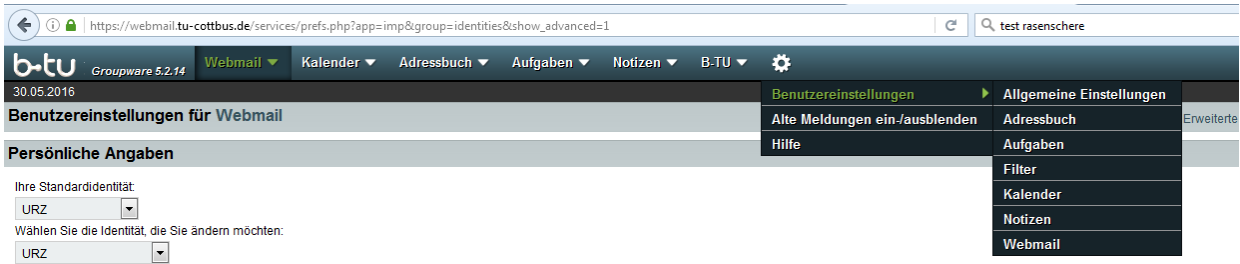 https://webmail.tu-cottbus.de/services/prefs.php?app=imp&group=identities&show_advanced=1 test rasenschere
b-tu Groupware 5.2.14 Webmail Kalender Adressbuch Aufgaben Notizen B-TU
30.05.2016
Benutzereinstellungen Allgemeine Einstellungen
Benutzereinstellungen für Webmail Alte Meldungen ein-/ausblenden Adressbuch Erweiterte
Hilfe Aufgaben
Persönliche Angaben Filter
Ihre Standardidentität: Kalender
URZ Notizen
Wählen Sie die Identität, die Sie ändern möchten: Webmail
URZ